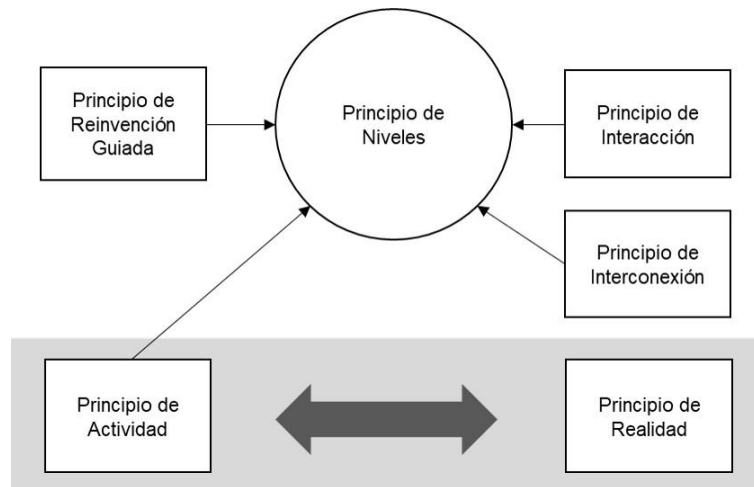 Principio de
Reinvención
Guiada
Principio de
Niveles
Principio de
Interacción
Principio de
Interconexión
Principio de
Actividad
Principio de
Realidad